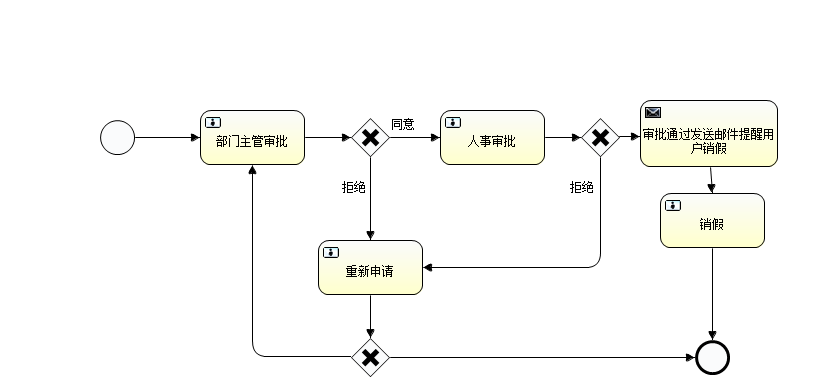 同意
部门主管审批
人事审批
审批通过发送邮件提醒用
户销假
拒绝
拒绝
销假
重新申请